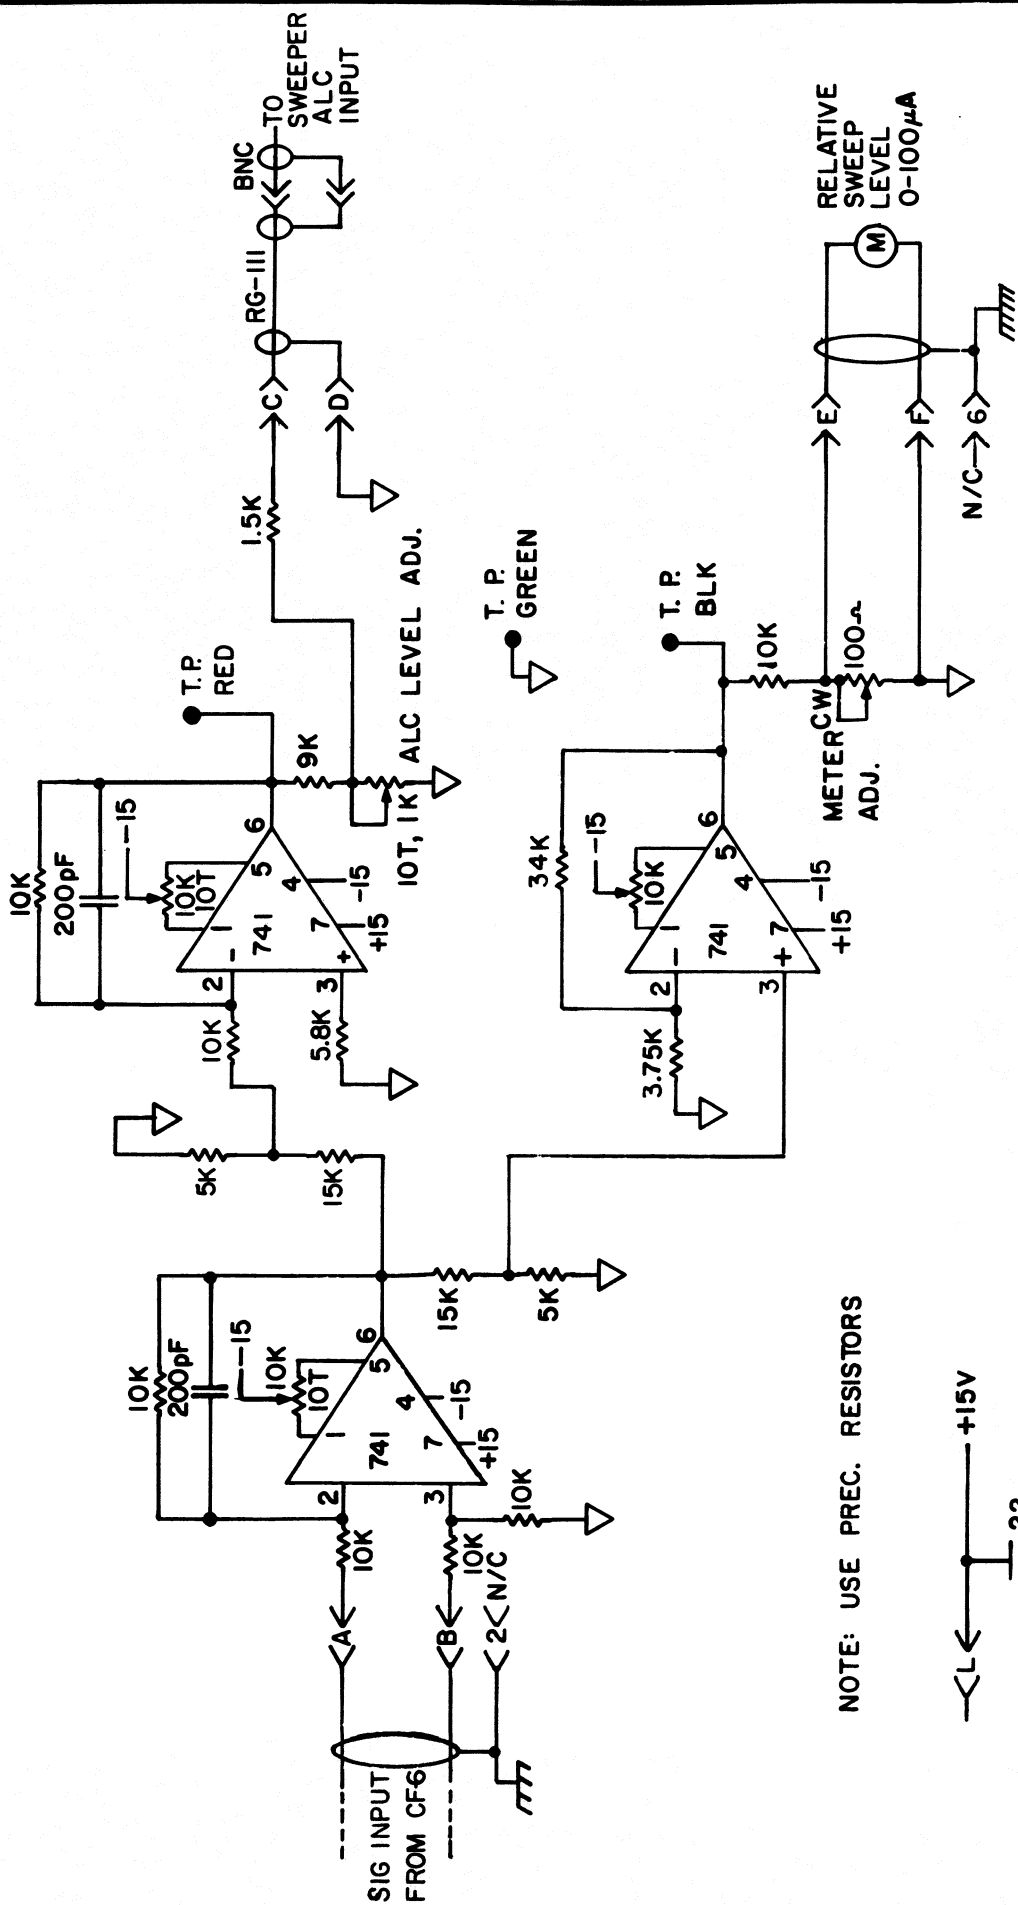 SIG INPUT
FROM CF6
A
B
2
N/C
10K
10K
10K
2
3
741
-
+
1
5
6
7
4
+15
-15
10K
200pF
-15
10K
10T
15K
5K
5K
15K
10K
5.8K
2
3
-
+
741
1
5
6
7
4
+15
-15
10K
200pF
-15
10K
10T
T.P.
RED
9K
10T, 1K
ALC LEVEL ADJ.
1.5K
C
D
RG-111
BNC
TO
SWEEPER
ALC
INPUT
3.75K
34K
2
3
-
+
741
1
5
6
7
4
+15
-15
-15
10K
T. P.
GREEN
T. P.
BLK
10K
CW
100Ω
METER
ADJ.
E
F
N/C
6
M
RELATIVE
SWEEP
LEVEL
0-100μA
NOTE: USE PREC. RESISTORS
L
+15V